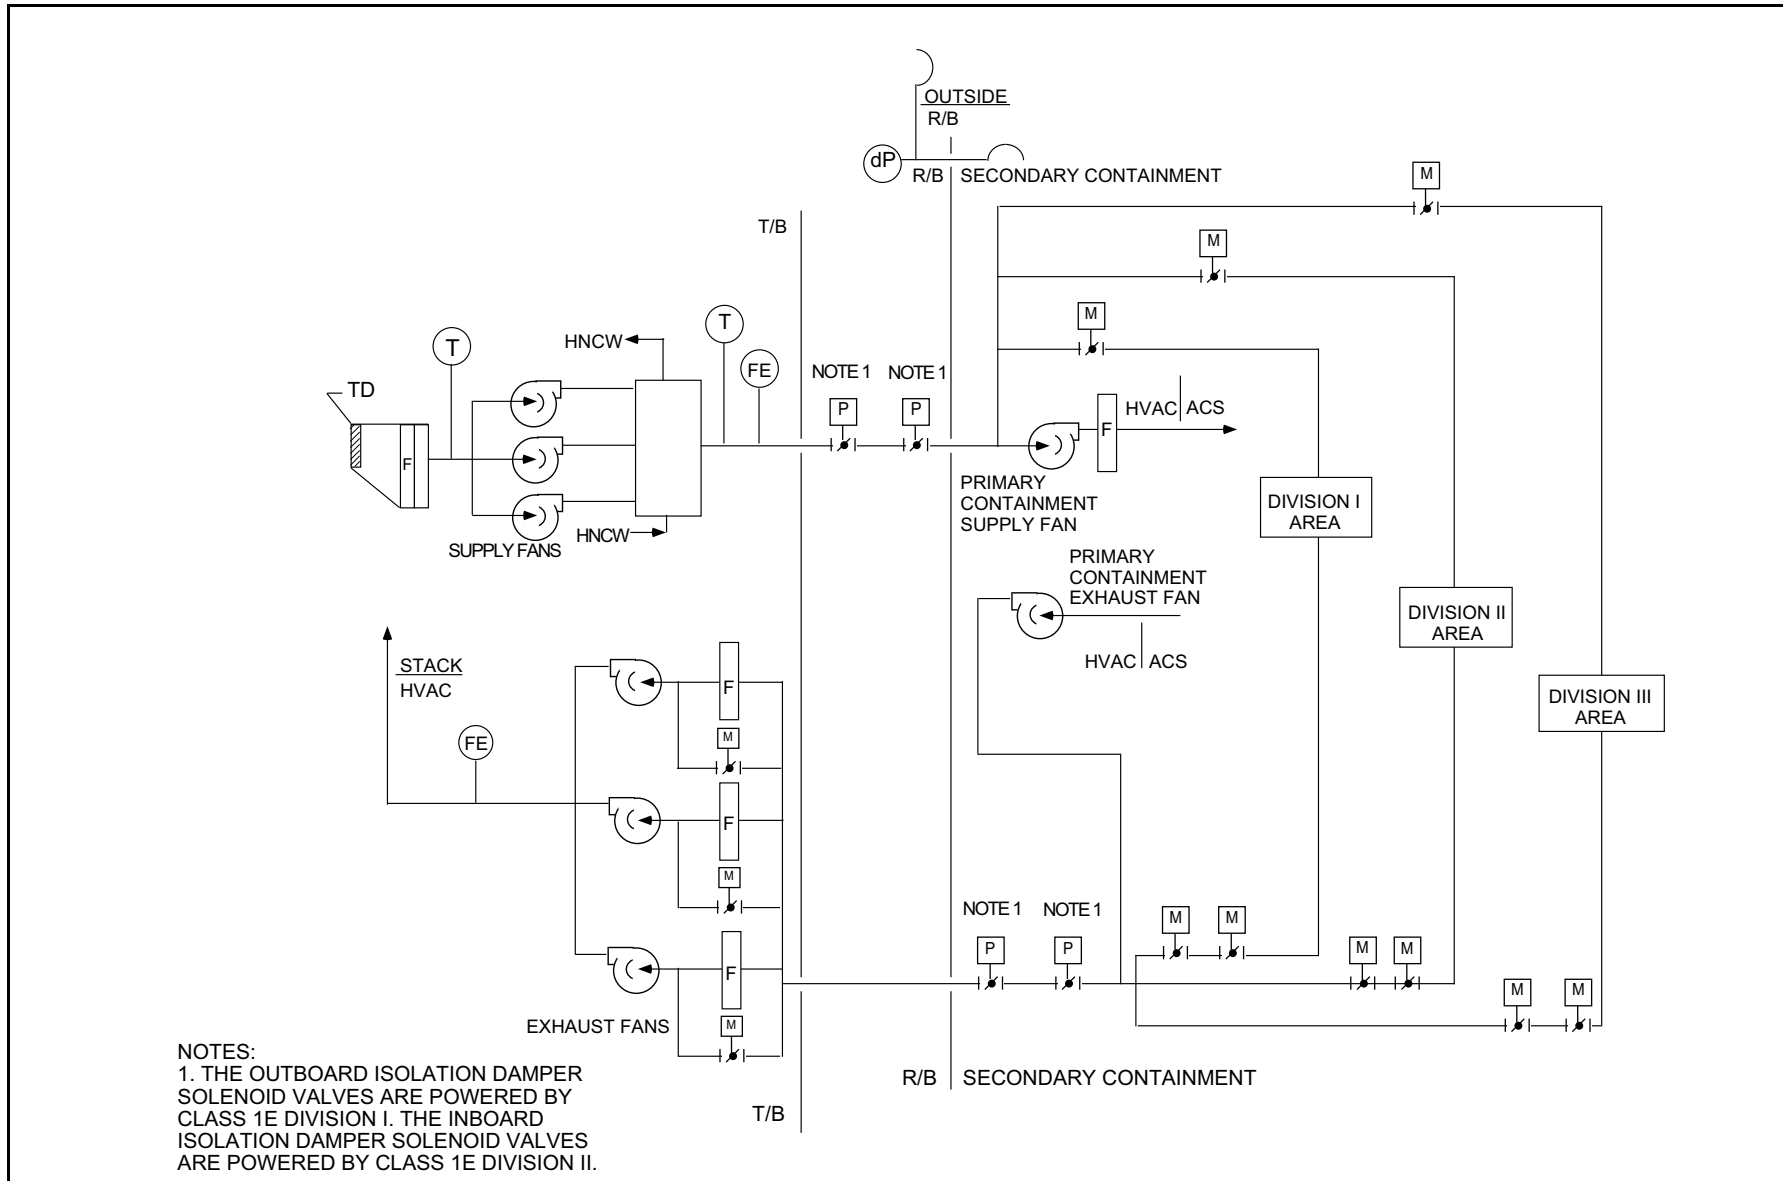 OUTSIDE
R/B
dP
R/B SECONDARY CONTAINMENT
M
T/B
M
M
T
HNCW
T
FE
NOTE 1 NOTE 1
P P
TD
F
HVAC ACS
F
PRIMARY
CONTAINMENT
SUPPLY FAN
DIVISION I
AREA
HNCW
SUPPLY FANS
PRIMARY
CONTAINMENT
EXHAUST FAN
HVAC ACS
DIVISION II
AREA
DIVISION III
AREA
STACK
HVAC
FE
F
M
F
M
F
M
EXHAUST FANS
NOTE 1 NOTE 1
P P
M M
M M
M M
R/B SECONDARY CONTAINMENT
T/B
NOTES:
1. THE OUTBOARD ISOLATION DAMPER
SOLENOID VALVES ARE POWERED BY
CLASS 1E DIVISION I. THE INBOARD
ISOLATION DAMPER SOLENOID VALVES
ARE POWERED BY CLASS 1E DIVISION II.